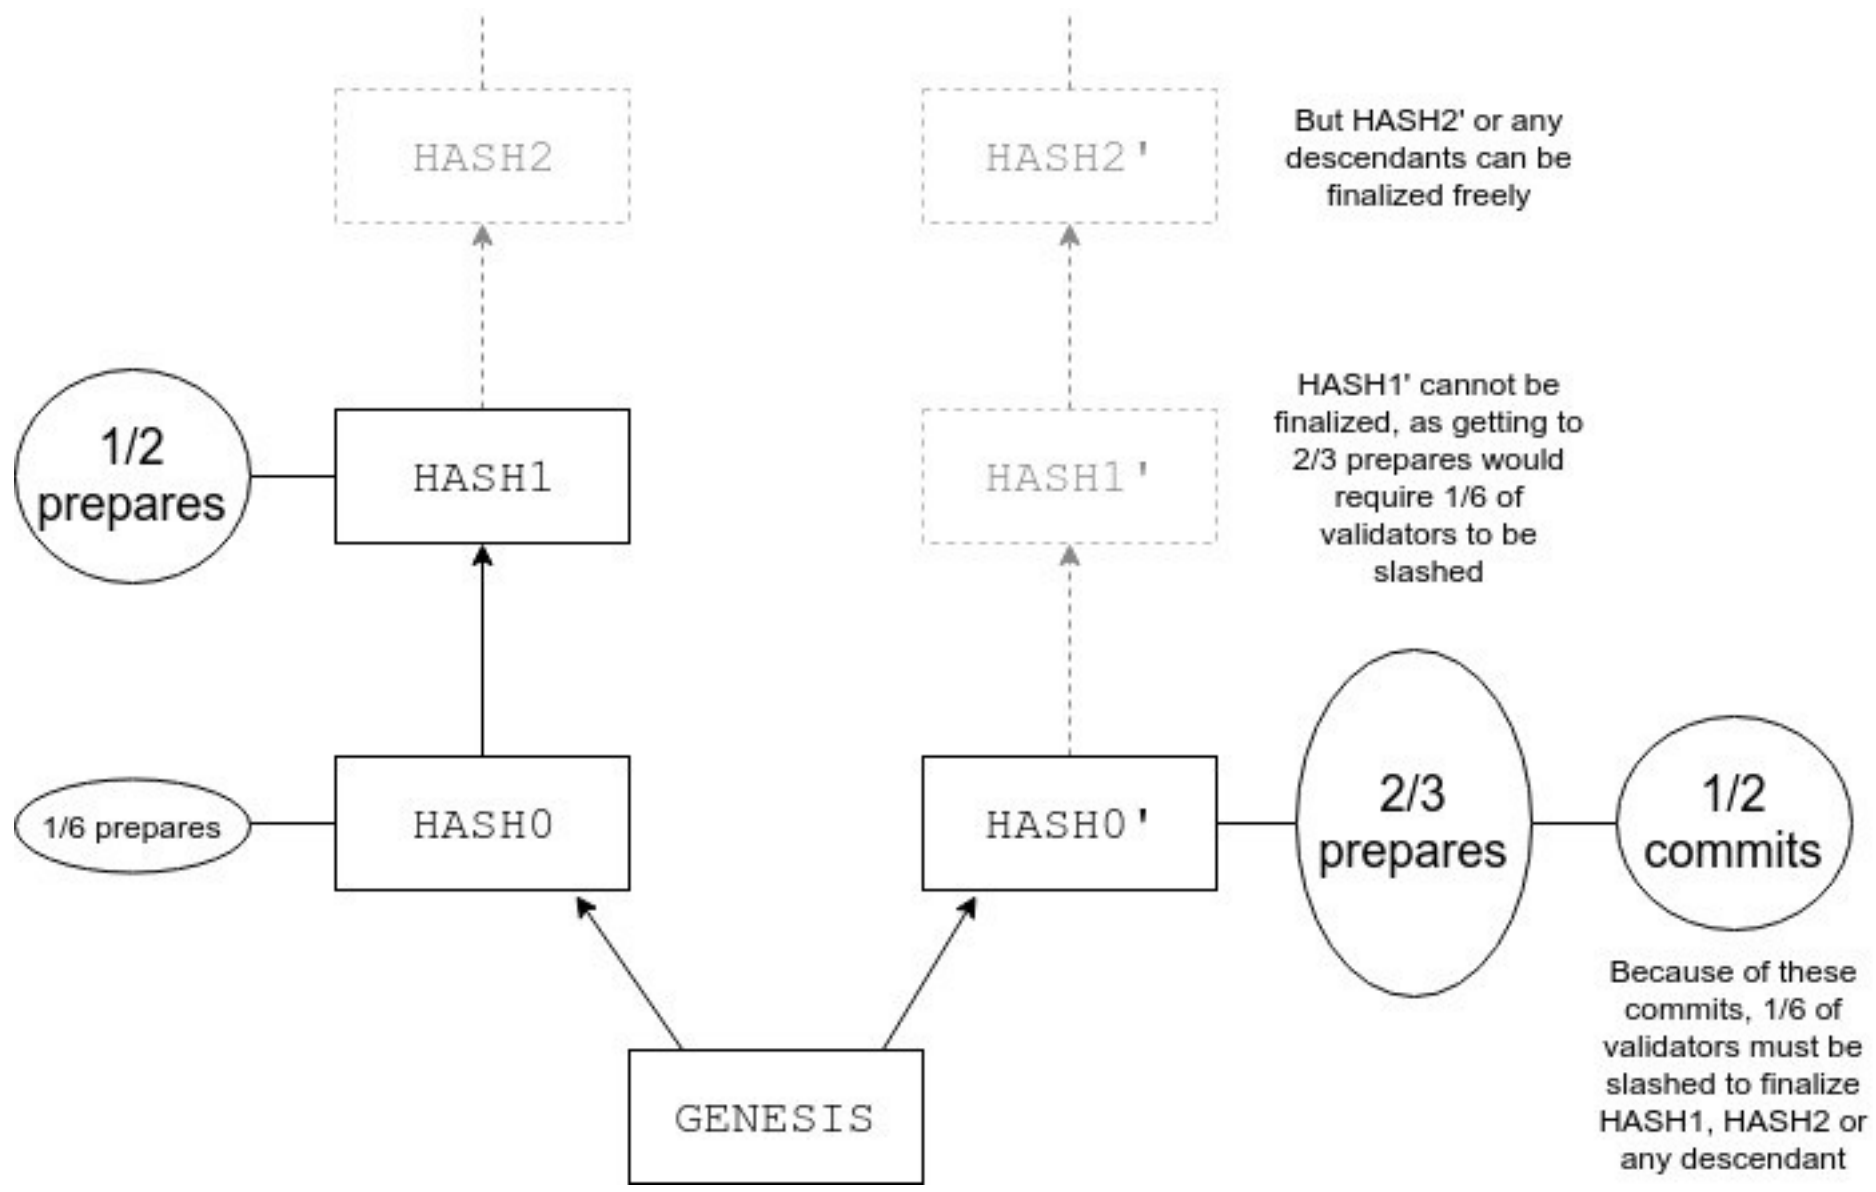 HASH2
HASH2'
But HASH2' or any
descendants can be
finalized freely
1/2
prepares
HASH1
HASH1'
HASH1' cannot be
finalized, as getting to
2/3 prepares would
require 1/6 of
validators to be
slashed
1/6 prepares
HASH0
HASH0'
2/3
prepares
1/2
commits
Because of these
commits, 1/6 of
validators must be
slashed to finalize
HASH1, HASH2 or
any descendant
GENESIS